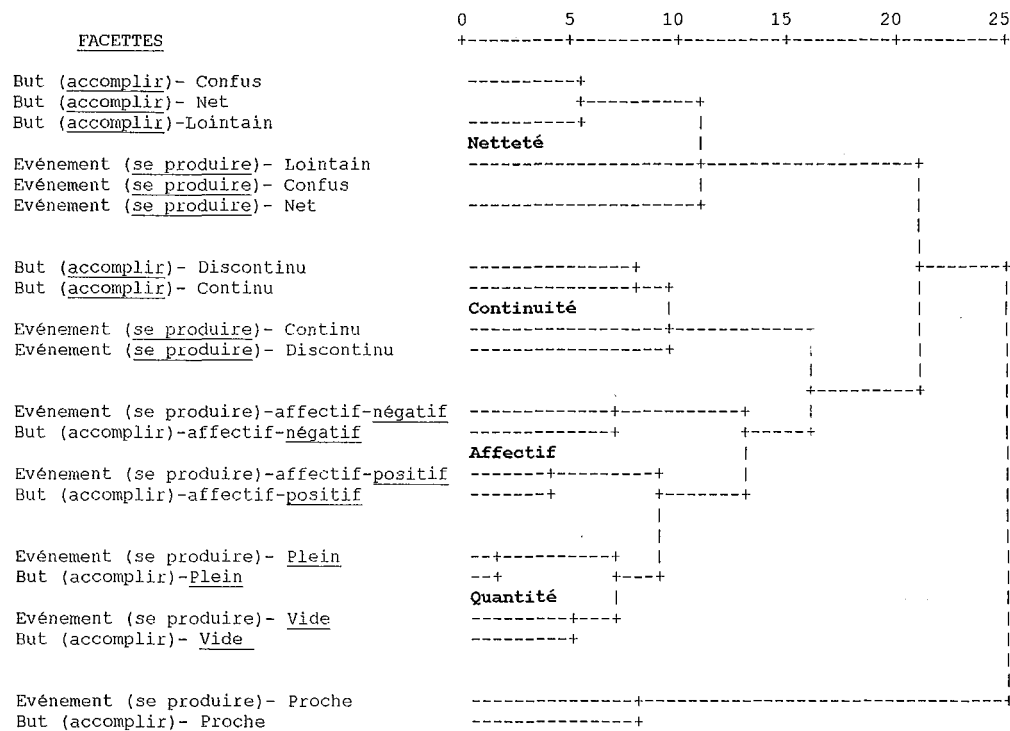 0 5 10 15 20 25
FACETTES
But (accomplir)- Confus
But (accomplir)- Net
But (accomplir)-Lointain
Netteté
Evénement (se produire)- Lointain
Evénement (se produire)- Confus
Evénement (se produire)- Net
But (accomplir)- Discontinu
But (accomplir)- Continu
Continuité
Evénement (se produire)- Continu
Evénement (se produire)- Discontinu
Evénement (se produire)-affectif-négatif
But (accomplir)-affectif-négatif
Affectif
Evénement (se produire)-affectif-positif
But (accomplir)-affectif-positif
Evénement (se produire)- Plein
But (accomplir)-Plein
Quantité
Evénement (se produire)- Vide
But (accomplir)- Vide
Evénement (se produire)- Proche
But (accomplir)- Proche